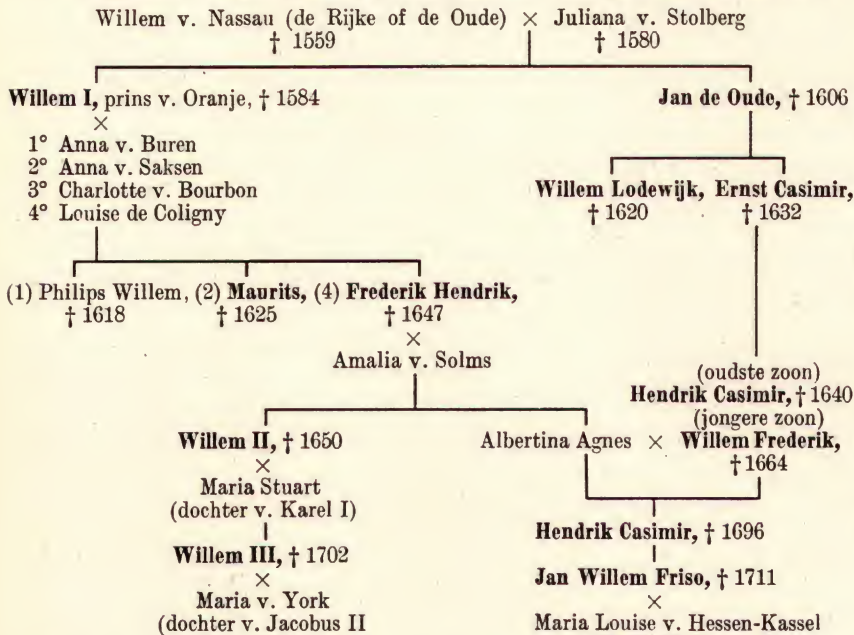 Willem v. Nassau (de Rijke of de Oude) × Juliana v. Stolberg
† 1559 † 1580
Willem I, prins v. Oranje, † 1584 Jan de Oude, † 1606
×
1° Anna v. Buren
2° Anna v. Saksen
3° Charlotte v. Bourbon
4° Louise de Coligny
Willem Lodewijk, Ernst Casimir,
† 1620 † 1632
(1) Philips Willem, (2) Maurits, (4) Frederik Hendrik,
† 1618 † 1625 † 1647
×
Amalia v. Solms
(oudste zoon)
Hendrik Casimir, † 1640
(jongere zoon)
Willem II, † 1650 Albertina Agnes × Willem Frederik,
† 1664
×
Maria Stuart
(dochter v. Karel I)
Hendrik Casimir, † 1696
Willem III, † 1702
Jan Willem Friso, † 1711
× ×
Maria v. York
(dochter v. Jacobus II
Maria Louise v. Hessen-Kassel